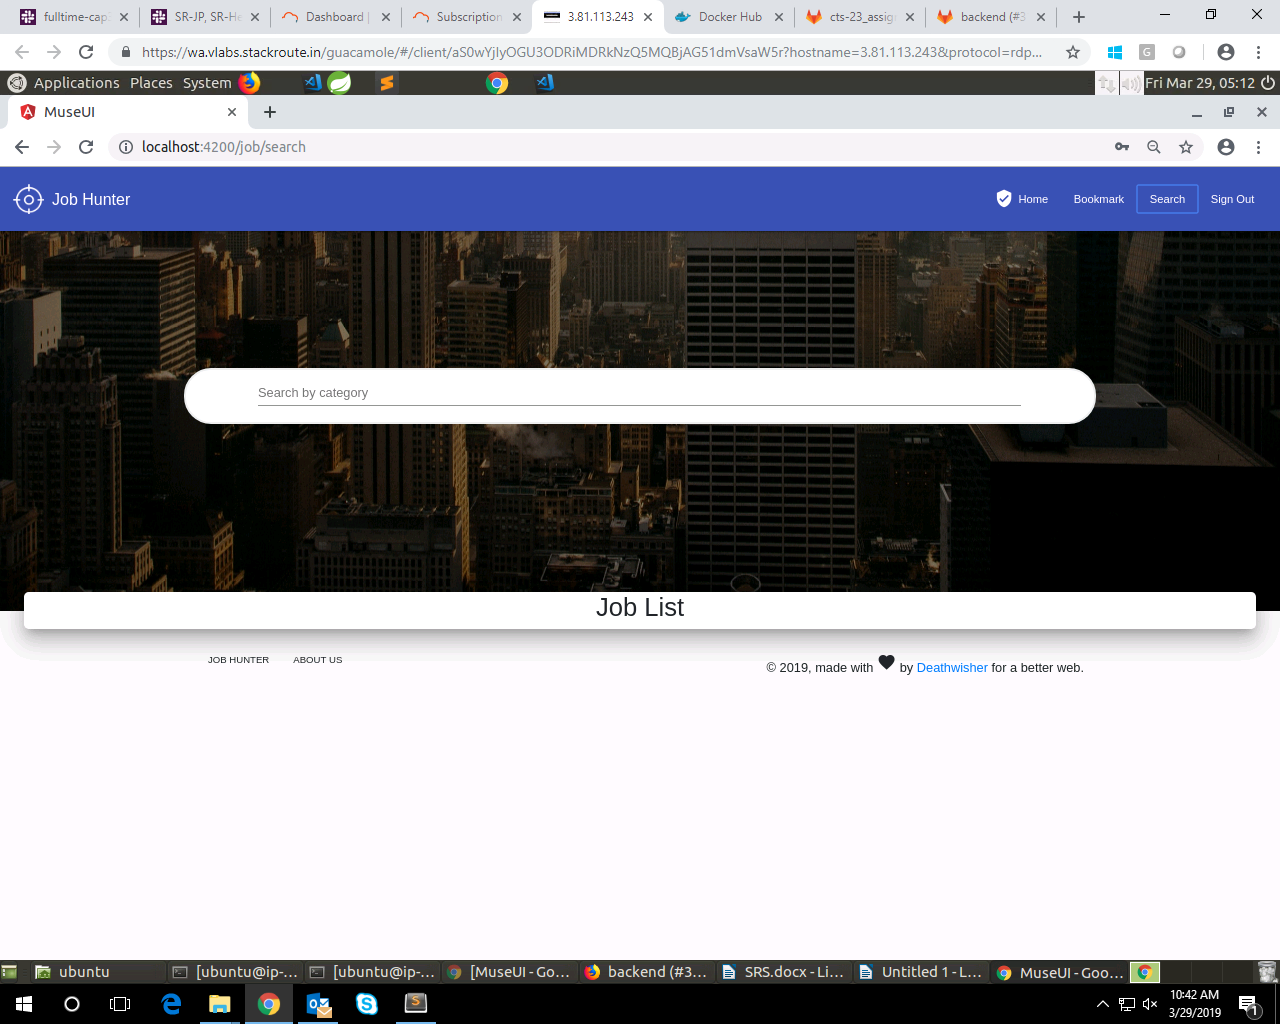 fulltime-cap
SR-JP, SR-He
Dashboard |
Subscription
3.81.113.243
Docker Hub
cts-23_assig
backend (#3
https://wa.vlabs.stackroute.in/guacamole/#/client/aS0wYjIyOGU3ODRiMDRkNzQ5MQBjAG51dmVsaW5r?hostname=3.81.113.243&protocol=rdp...
Applications Places System
Fri Mar 29, 05:12
MuseUI
localhost:4200/job/search
Job Hunter
Home
Bookmark
Search
Sign Out
Search by category
Job List
JOB HUNTER
ABOUT US
© 2019, made with by Deathwisher for a better web.
ubuntu
[ubuntu@ip-...
[ubuntu@ip-...
[MuseUI - Go...
backend (#3...
SRS.docx - Li...
Untitled 1 - L...
MuseUI - Goo...
10:42 AM
3/29/2019
1